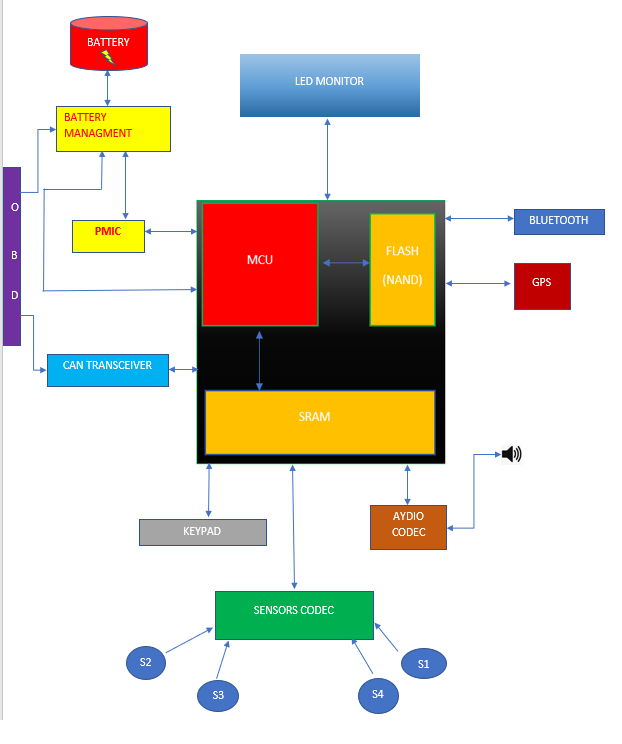 BATTERY
LED MONITOR
BATTERY
MANAGMENT
O
B
D
PMIC
MCU
FLASH
(NAND)
BLUETOOTH
GPS
CAN TRANSCEIVER
SRAM
AYDIO
CODEC
KEYPAD
SENSORS CODEC
S2
S3
S4
S1